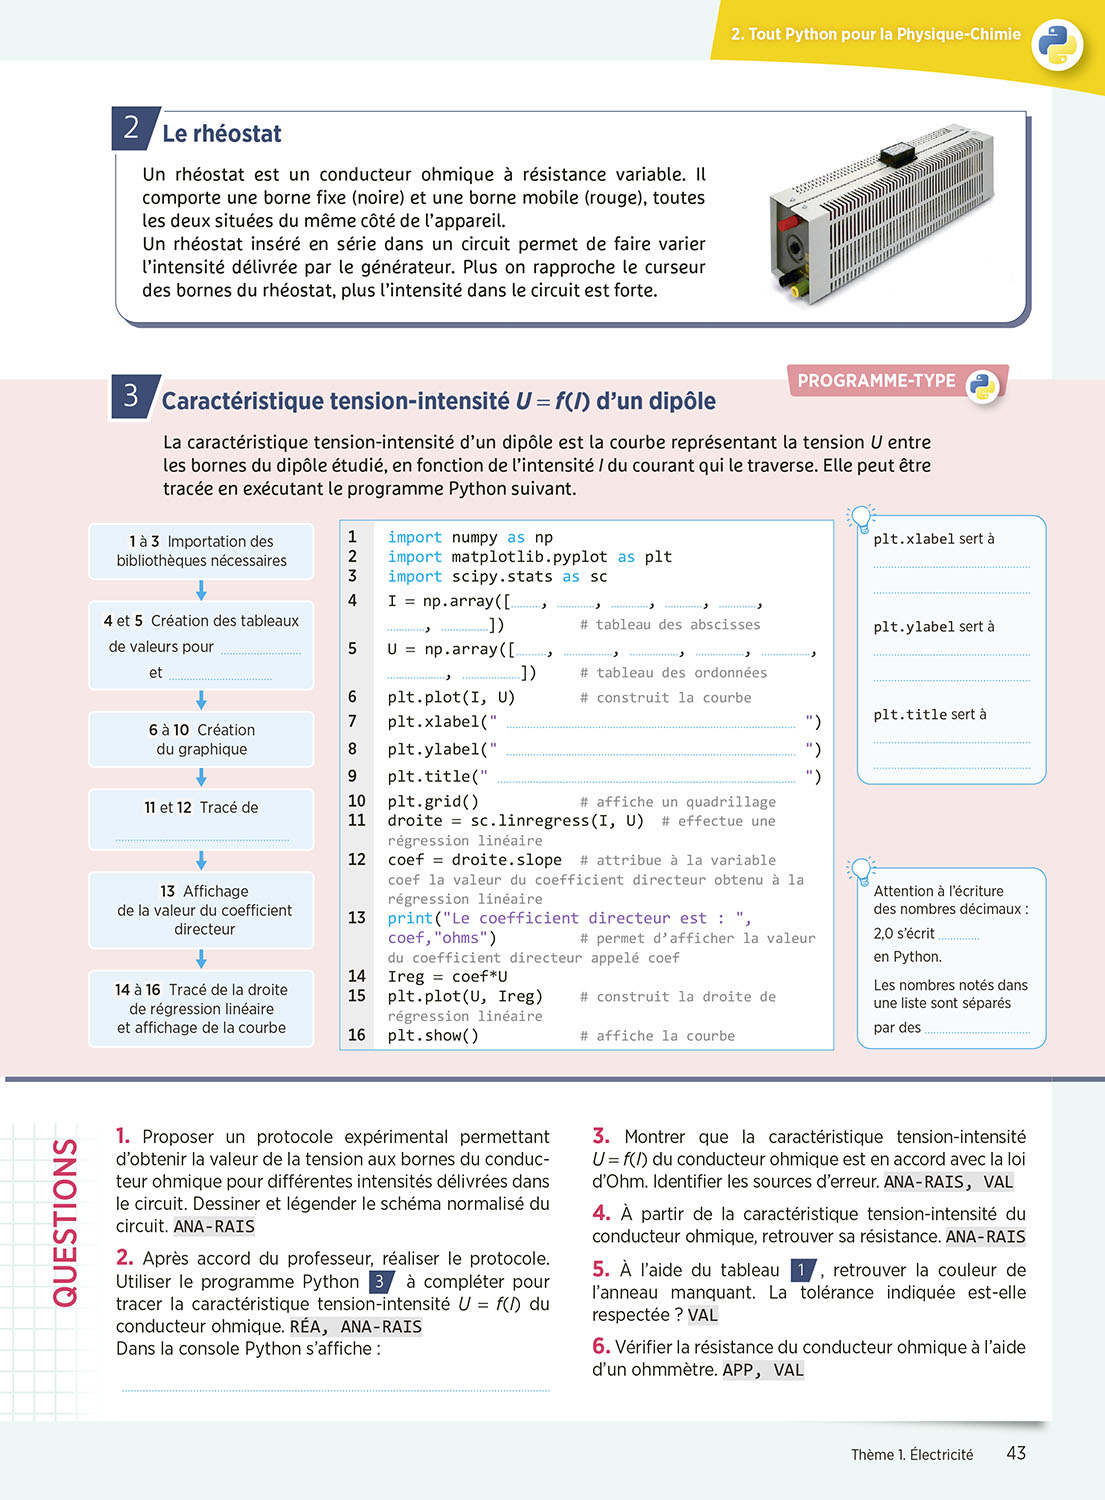 2. Tout Python pour la Physique-Chimie
2 Le rhéostat
Un rhéostat est un conducteur ohmique à résistance variable. Il
comporte une borne fixe (noire) et une borne mobile (rouge), toutes
les deux situées du même côté de l'appareil.
Un rhéostat inséré en série dans un circuit permet de faire varier
l'intensité délivrée par le générateur. Plus on rapproche le curseur
des bornes du rhéostat, plus l'intensité dans le circuit est forte.
PROGRAMME-TYPE
3 Caractéristique tension-intensité U = f(I) d'un dipôle
La caractéristique tension-intensité d'un dipôle est la courbe représentant la tension U entre
les bornes du dipôle étudié, en fonction de l'intensité I du courant qui le traverse. Elle peut être
tracée en exécutant le programme Python suivant.
1 à 3 Importation des
bibliothèques nécessaires
4 et 5 Création des tableaux
de valeurs pour
et
6 à 10 Création
du graphique
11 et 12 Tracé de
13 Affichage
de la valeur du coefficient
directeur
14 à 16 Tracé de la droite
de régression linéaire
et affichage de la courbe
1 import numpy as np
2 import matplotlib.pyplot as plt
3 import scipy.stats as sc
4 I = np.array([........, .........., .........., .........., ..........,
.........., ............]) # tableau des abscisses
5 U = np.array([........, ............, ............, ............, ............,
............, ..............]) # tableau des ordonnées
6 plt.plot(I, U) # construit la courbe
7 plt.xlabel(" ............ ")
8 plt.ylabel(" ............ ")
9 plt.title(" ............ ")
10 plt.grid() # affiche un quadrillage
11 droite = sc.linregress(I, U) # effectue une
régression linéaire
12 coef = droite.slope # attribue à la variable
coef la valeur du coefficient directeur obtenu à la
régression linéaire
13 print("Le coefficient directeur est : ",
coef,"ohms") # permet d'afficher la valeur
du coefficient directeur appelé coef
14 Ireg = coef*U
15 plt.plot(U, Ireg) # construit la droite de
régression linéaire
16 plt.show() # affiche la courbe
plt.xlabel sert à
plt.ylabel sert à
plt.title sert à
Attention à l'écriture
des nombres décimaux :
2,0 s'écrit ............
en Python.
Les nombres notés dans
une liste sont séparés
par des ............
QUESTIONS
1. Proposer un protocole expérimental permettant
d'obtenir la valeur de la tension aux bornes du conduc-
teur ohmique pour différentes intensités délivrées dans
le circuit. Dessiner et légender le schéma normalisé du
circuit. ANA-RAIS
2. Après accord du professeur, réaliser le protocole.
Utiliser le programme Python 3 à compléter pour
tracer la caractéristique tension-intensité U = f(I) du
conducteur ohmique. RÉA, ANA-RAIS
Dans la console Python s'affiche :
3. Montrer que la caractéristique tension-intensité
U = f(I) du conducteur ohmique est en accord avec la loi
d'Ohm. Identifier les sources d'erreur. ANA-RAIS, VAL
4. À partir de la caractéristique tension-intensité du
conducteur ohmique, retrouver sa résistance. ANA-RAIS
5. À l'aide du tableau 1, retrouver la couleur de
l'anneau manquant. La tolérance indiquée est-elle
respectée ? VAL
6. Vérifier la résistance du conducteur ohmique à l'aide
d'un ohmmètre. APP, VAL
Thème 1. Électricité 43